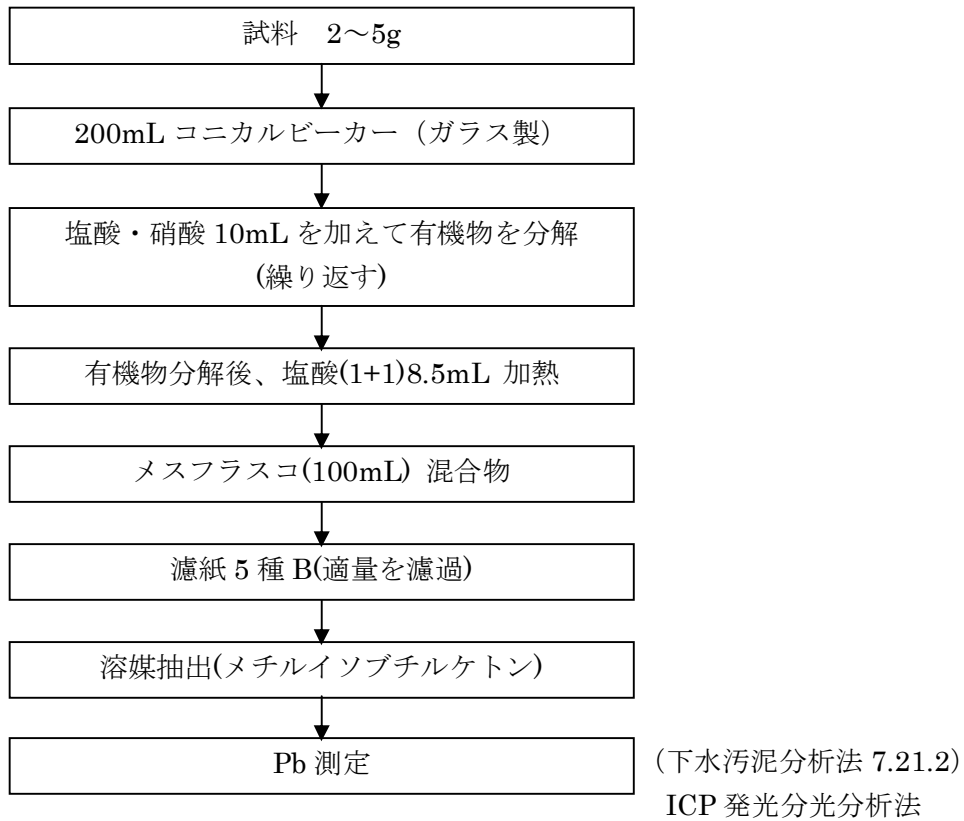 試料　2～5g
200mL コニカルビーカー（ガラス製）
塩酸・硝酸 10mL を加えて有機物を分解
(繰り返す)
有機物分解後、塩酸(1+1)8.5mL 加熱
メスフラスコ(100mL) 混合物
濾紙 5 種 B(適量を濾過)
溶媒抽出(メチルイソブチルケトン)
Pb 測定
（下水汚泥分析法 7.21.2）
ICP 発光分光分析法